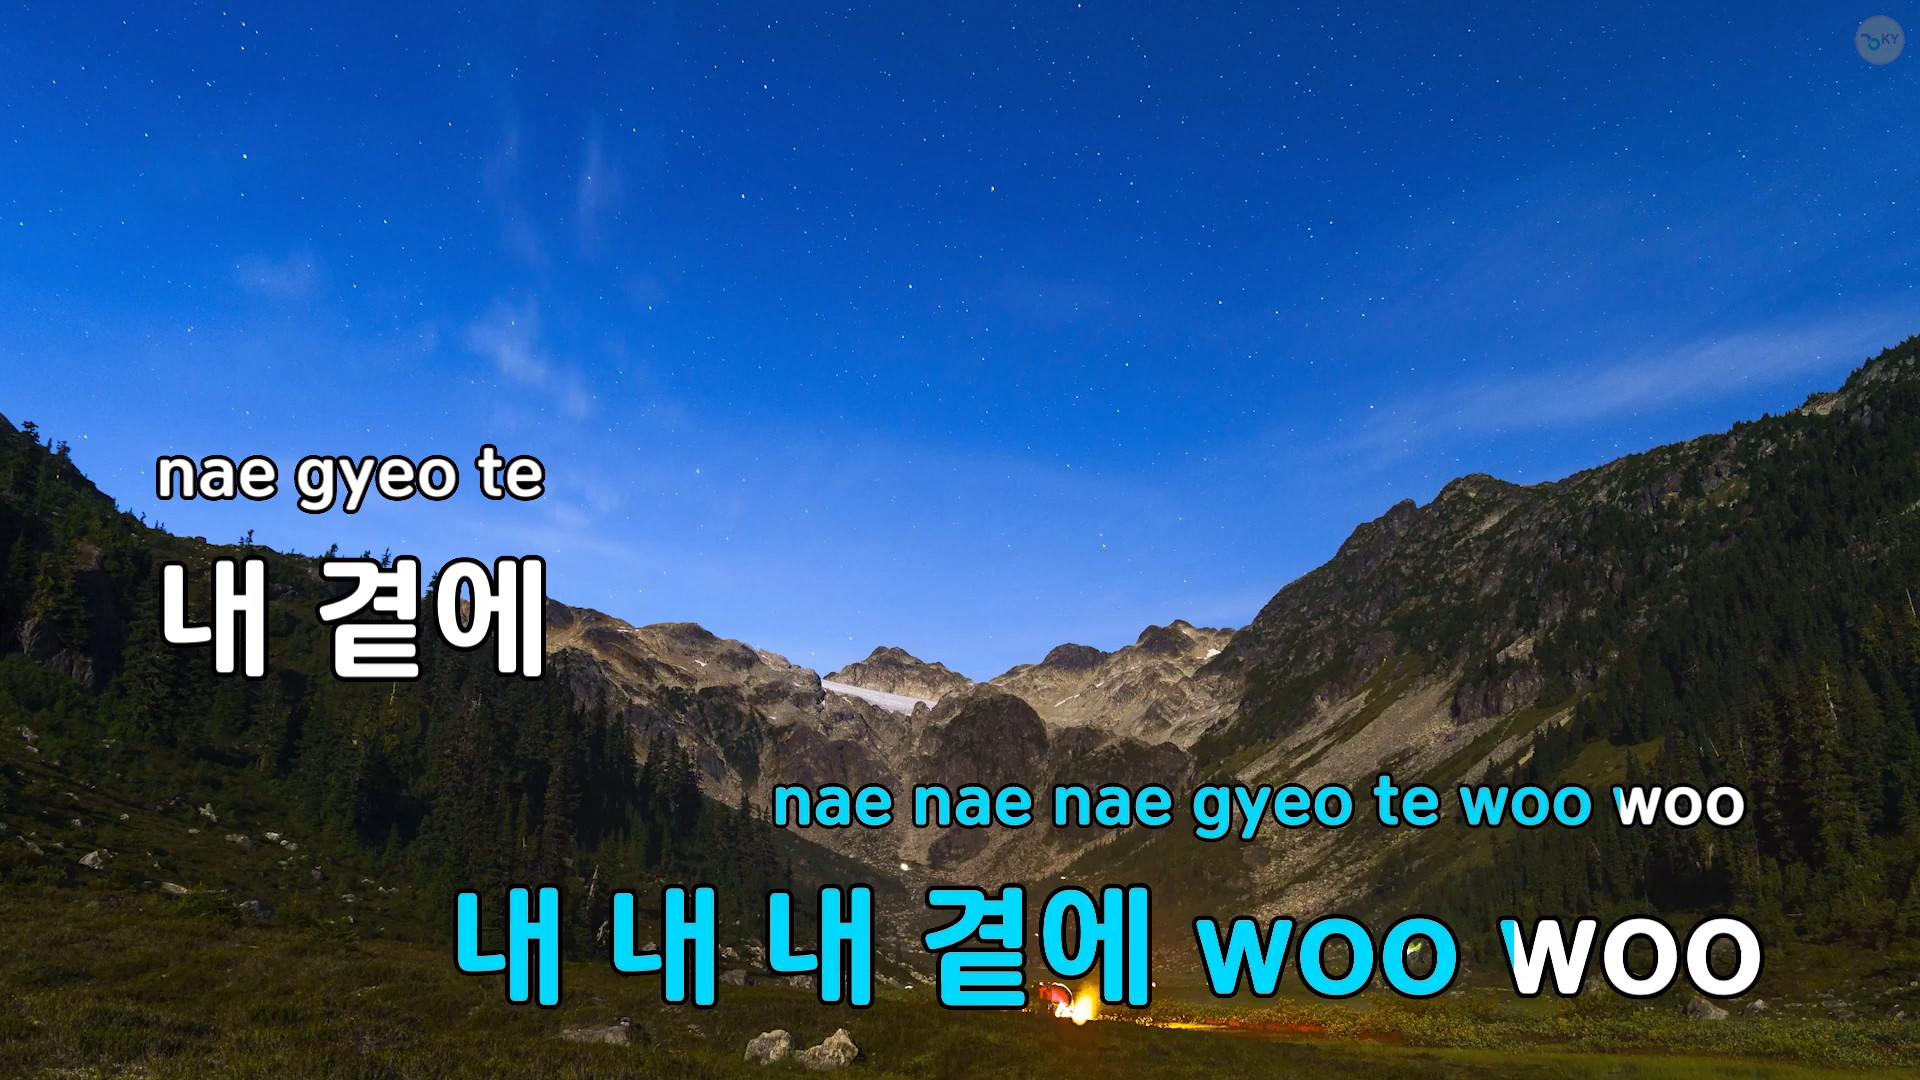 KY
nae gyeo te
내 곁에
nae nae nae gyeo te woo woo
내 내 내 곁에 woo woo